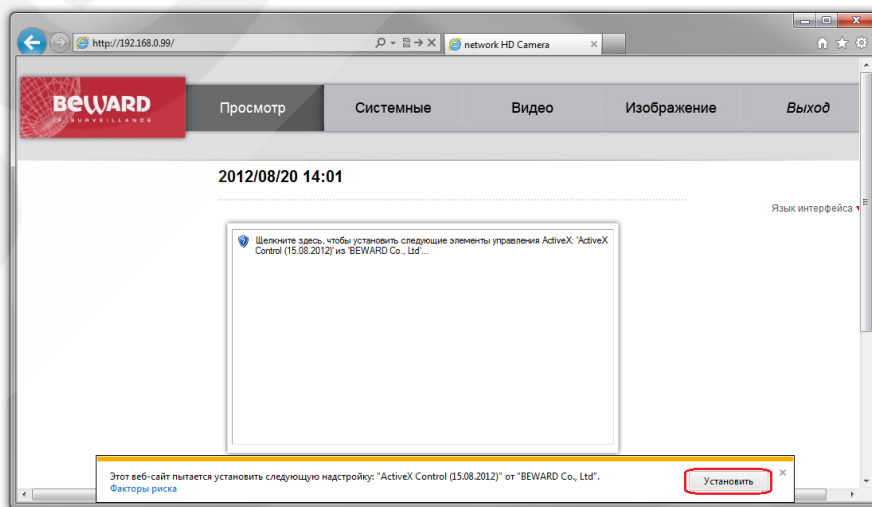 http://192.168.0.99/
network HD Camera
BEWARD
IP SURVEILLANCE
Просмотр
Системные
Видео
Изображение
Выход
2012/08/20 14:01
Язык интерфейса
Щелкните здесь, чтобы установить следующие элементы управления ActiveX: 'ActiveX
Control (15.08.2012)' из 'BEWARD Co., Ltd'...
Этот веб-сайт пытается установить следующую надстройку: "ActiveX Control (15.08.2012)" от "BEWARD Co., Ltd".
Факторы риска
Установить